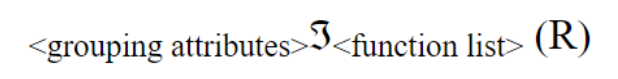 <grouping attributes>ℑ<function list> (R)